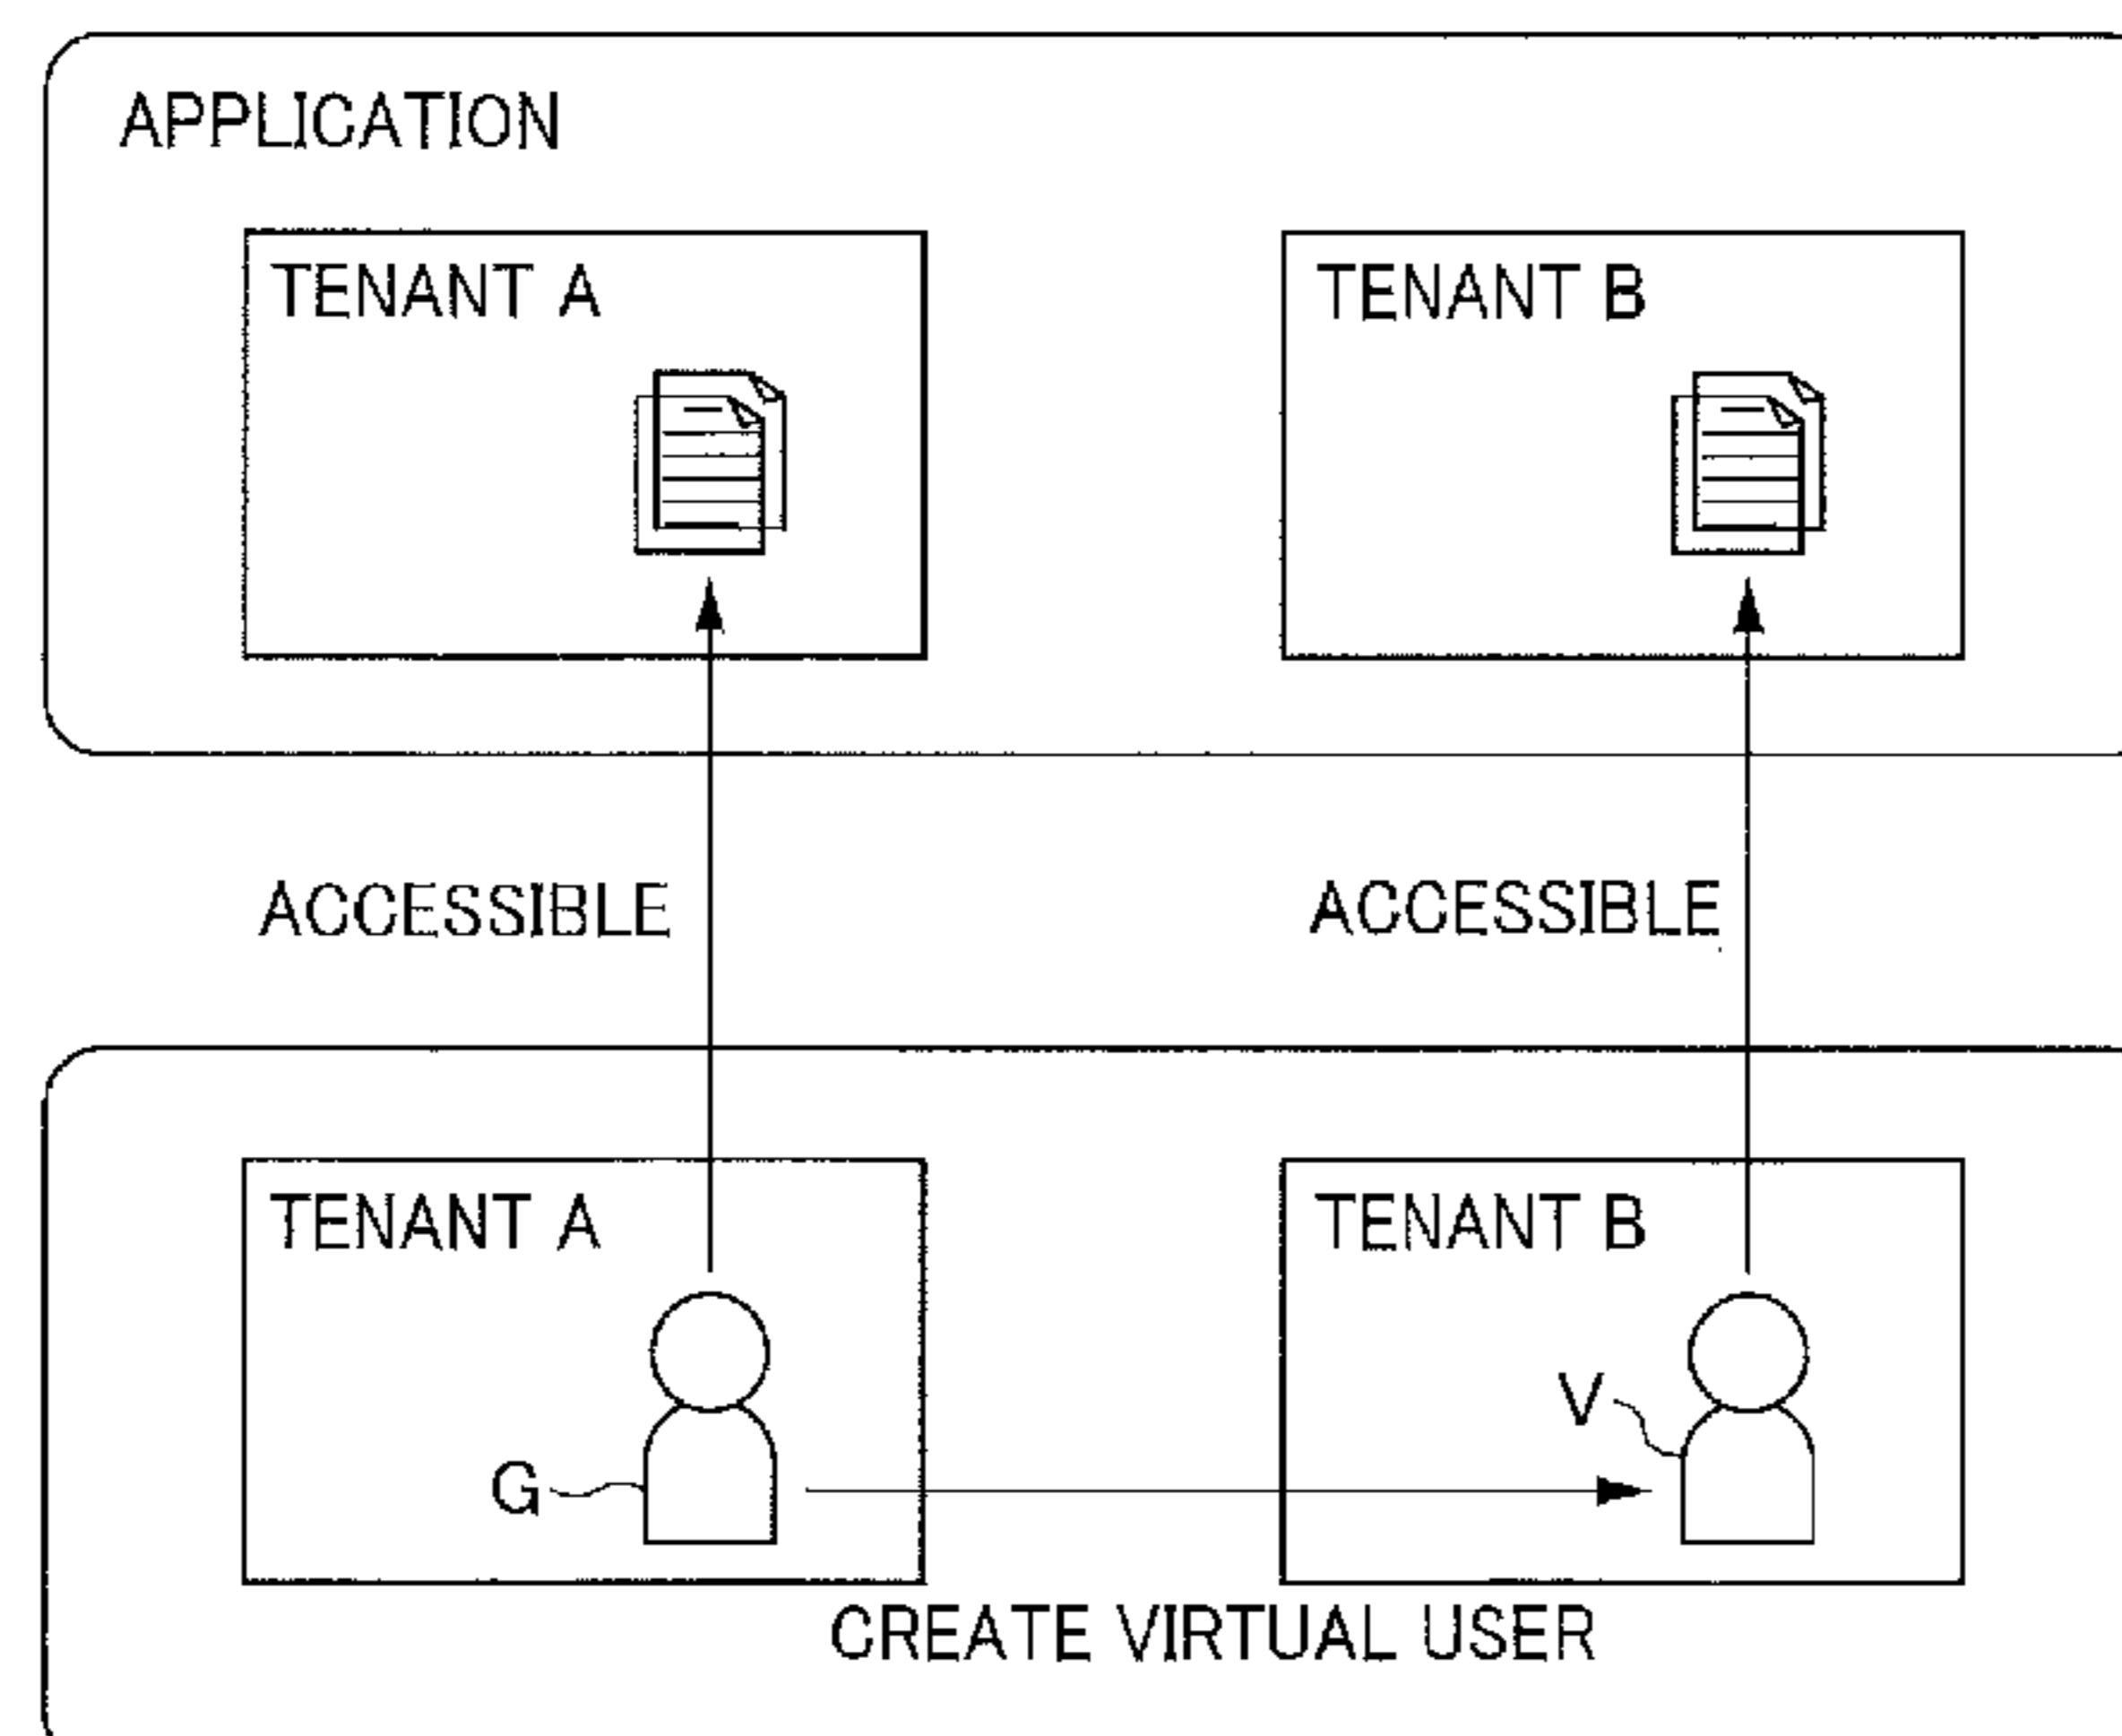 APPLICATION
TENANT A
TENANT B
ACCESSIBLE
ACCESSIBLE
TENANT A
TENANT B
V
G
CREATE VIRTUAL USER